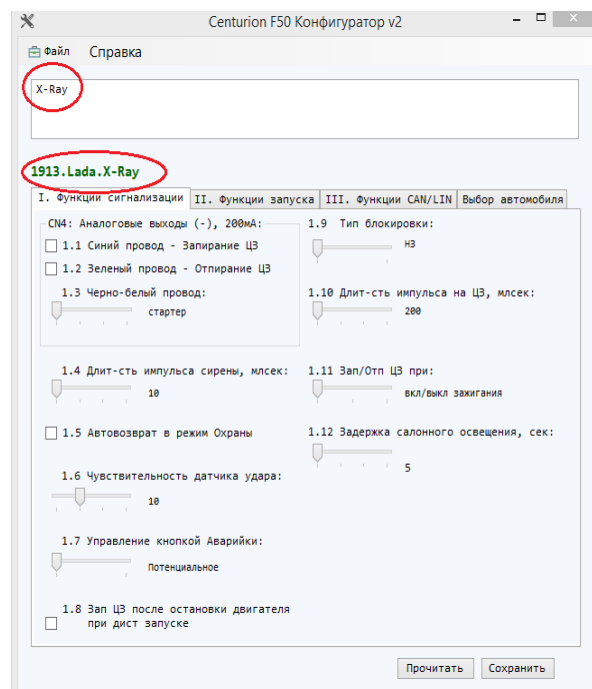 Centurion F50 Конфигуратор v2
Файл Справка
X-Ray
1913.Lada.X-Ray
I. Функции сигнализации II. Функции запуска III. Функции CAN/LIN Выбор автомобиля
CN4: Аналоговые выходы (-), 200мА:
1.1 Синий провод - Запирание ЦЗ
1.2 Зеленый провод - Отпирание ЦЗ
1.3 Черно-белый провод:
стартер
1.4 Длит-сть импульса сирены, млсек:
10
1.5 Автовозврат в режим Охраны
1.6 Чувствительность датчика удара:
10
1.7 Управление кнопкой Аварийки:
Потенциальное
1.8 Зап ЦЗ после остановки двигателя
при дист запуске
1.9 Тип блокировки:
НЗ
1.10 Длит-сть импульса на ЦЗ, млсек:
200
1.11 Зап/Отп ЦЗ при:
вкл/выкл зажигания
1.12 Задержка салонного освещения, сек:
5
Прочитать Сохранить